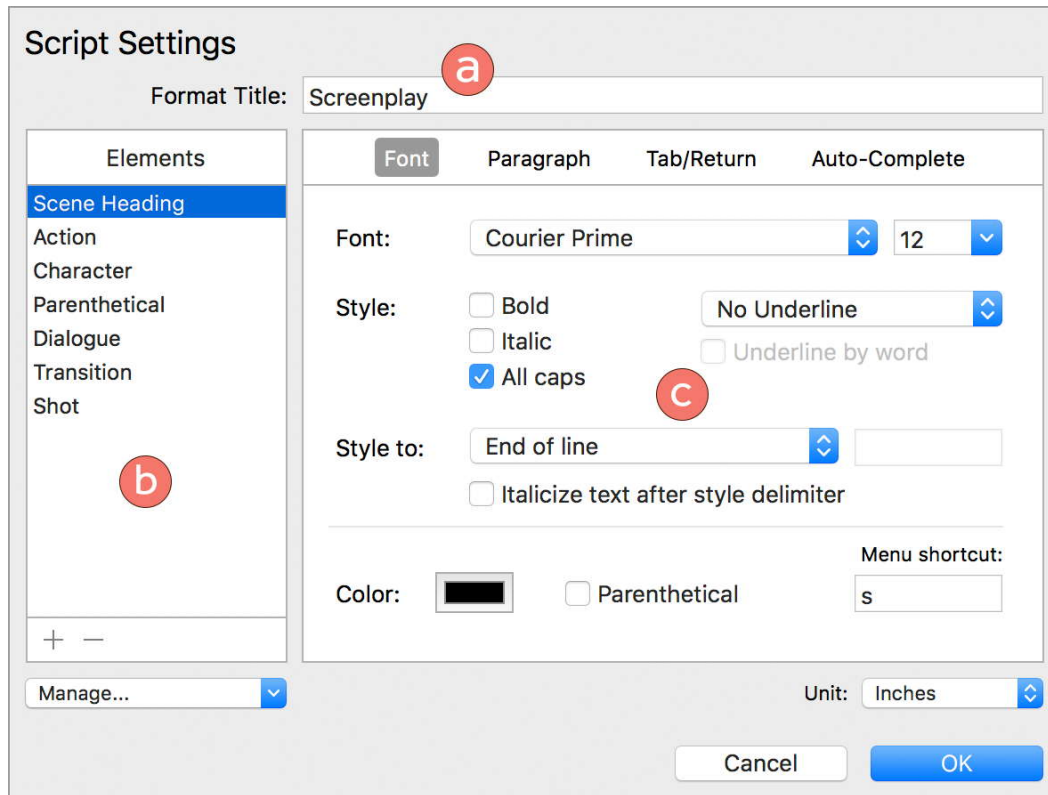 Script Settings
a
Format Title: Screenplay
Elements
Scene Heading
Action
Character
Parenthetical
Dialogue
Transition
Shot
b
+ −
Manage...
Font Paragraph Tab/Return Auto-Complete
Font: Courier Prime 12
Style: Bold No Underline
Italic Underline by word
All caps
c
Style to: End of line
Italicize text after style delimiter
Menu shortcut:
Color: Parenthetical s
Unit: Inches
Cancel OK